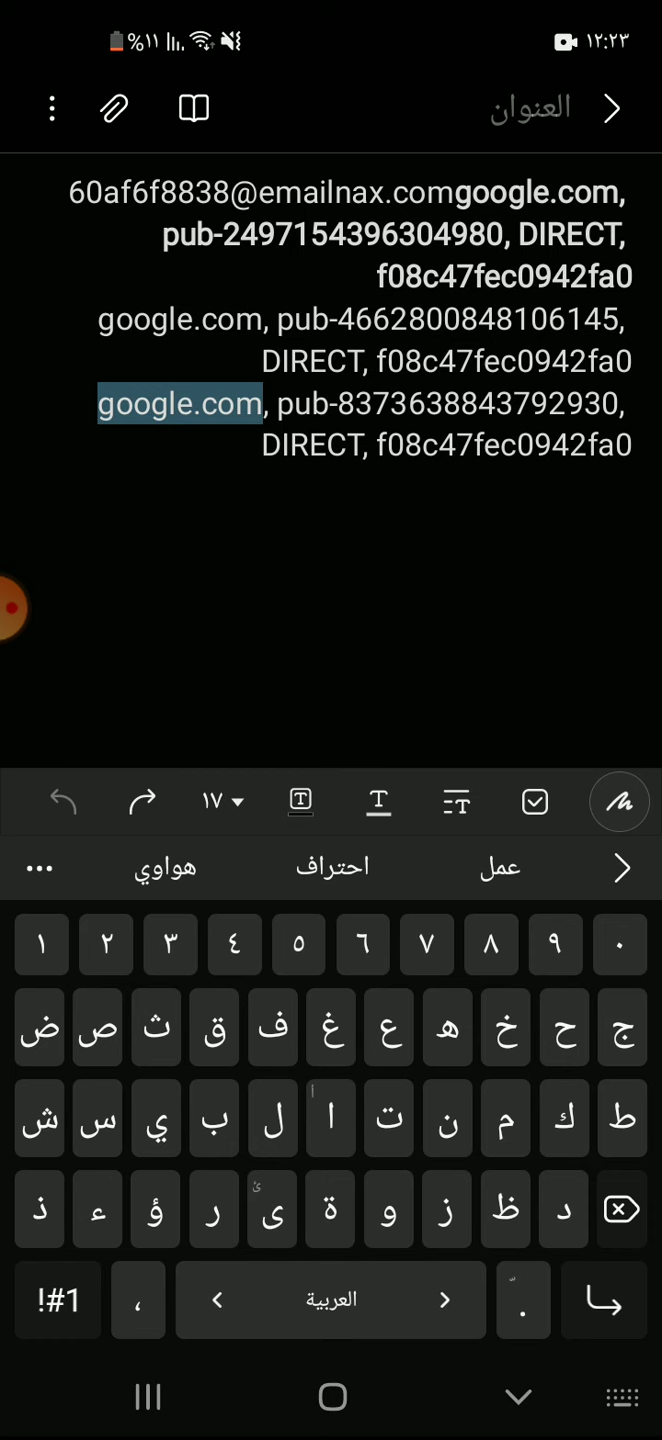 ١٢:٢٣
%١١
العنوان
60af6f8838@emailnax.comgoogle.com,
pub-2497154396304980, DIRECT,
f08c47fec0942fa0
google.com, pub-4662800848106145,
DIRECT, f08c47fec0942fa0
google.com, pub-8373638843792930,
DIRECT, f08c47fec0942fa0
١٧
عمل احتراف هواوي
١ ٢ ٣ ٤ ٥ ٦ ٧ ٨ ٩ ٠
ض ص ث ق ف غ ع ه خ ح ج
ش س ي ب ل ا أ ت ن م ك ط
ذ ء ؤ ر ى ئ ة و ز ظ د
!#1 ، العربية .